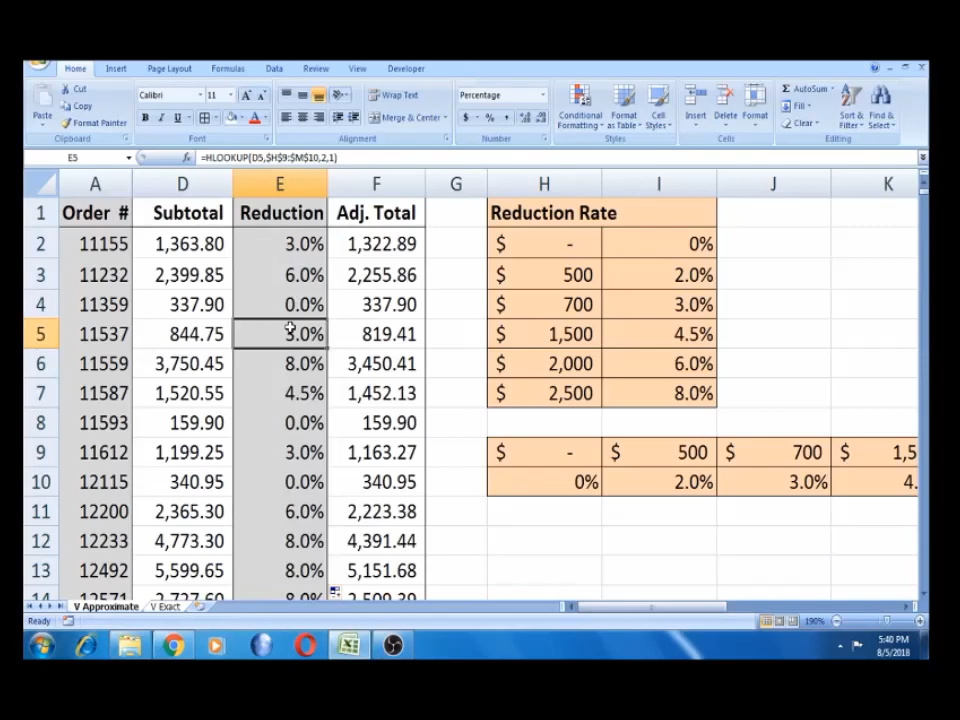 Home Insert Page Layout Formulas Data Review View Developer
Cut
Copy
Format Painter
Paste
Clipboard
Calibri 11
B I U
Font
Wrap Text
Merge & Center
Alignment
Percentage
$ % ,
Number
Conditional Formatting
Format as Table
Cell Styles
Styles
Insert Delete Format
Cells
AutoSum
Fill
Clear
Sort & Filter
Find & Select
Editing
E5 fx =HLOOKUP(D5,$H$9:$M$10,2,1)
A D E F G H I J K
1 Order # Subtotal Reduction Adj. Total Reduction Rate
2 11155 1,363.80 3.0% 1,322.89 $ - 0%
3 11232 2,399.85 6.0% 2,255.86 $ 500 2.0%
4 11359 337.90 0.0% 337.90 $ 700 3.0%
5 11537 844.75 3.0% 819.41 $ 1,500 4.5%
6 11559 3,750.45 8.0% 3,450.41 $ 2,000 6.0%
7 11587 1,520.55 4.5% 1,452.13 $ 2,500 8.0%
8 11593 159.90 0.0% 159.90
9 11612 1,199.25 3.0% 1,163.27 $ - $ 500 $ 700 $ 1,5
10 12115 340.95 0.0% 340.95 0% 2.0% 3.0% 4.
11 12200 2,365.30 6.0% 2,223.38
12 12233 4,773.30 8.0% 4,391.44
13 12492 5,599.65 8.0% 5,151.68
14 12571 2,727.60 8.0% 2,509.39
V Approximate V Exact
Ready 190%
5:40 PM
8/5/2018